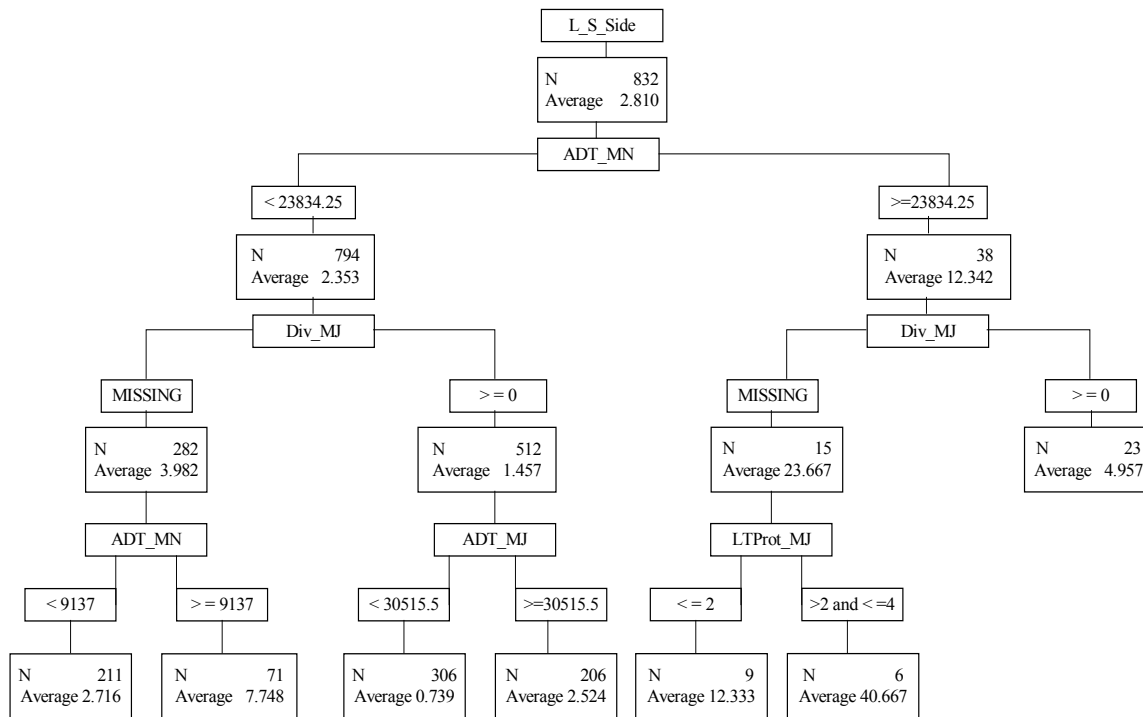 L_S_Side
N 832
Average 2.810
ADT_MN
< 23834.25
>=23834.25
N 794
Average 2.353
N 38
Average 12.342
Div_MJ
Div_MJ
MISSING
> = 0
MISSING
> = 0
N 282
Average 3.982
N 512
Average 1.457
N 15
Average 23.667
N 23
Average 4.957
ADT_MN
ADT_MJ
LTProt_MJ
< 9137
> = 9137
< 30515.5
>=30515.5
< = 2
>2 and < =4
N 211
Average 2.716
N 71
Average 7.748
N 306
Average 0.739
N 206
Average 2.524
N 9
Average 12.333
N 6
Average 40.667